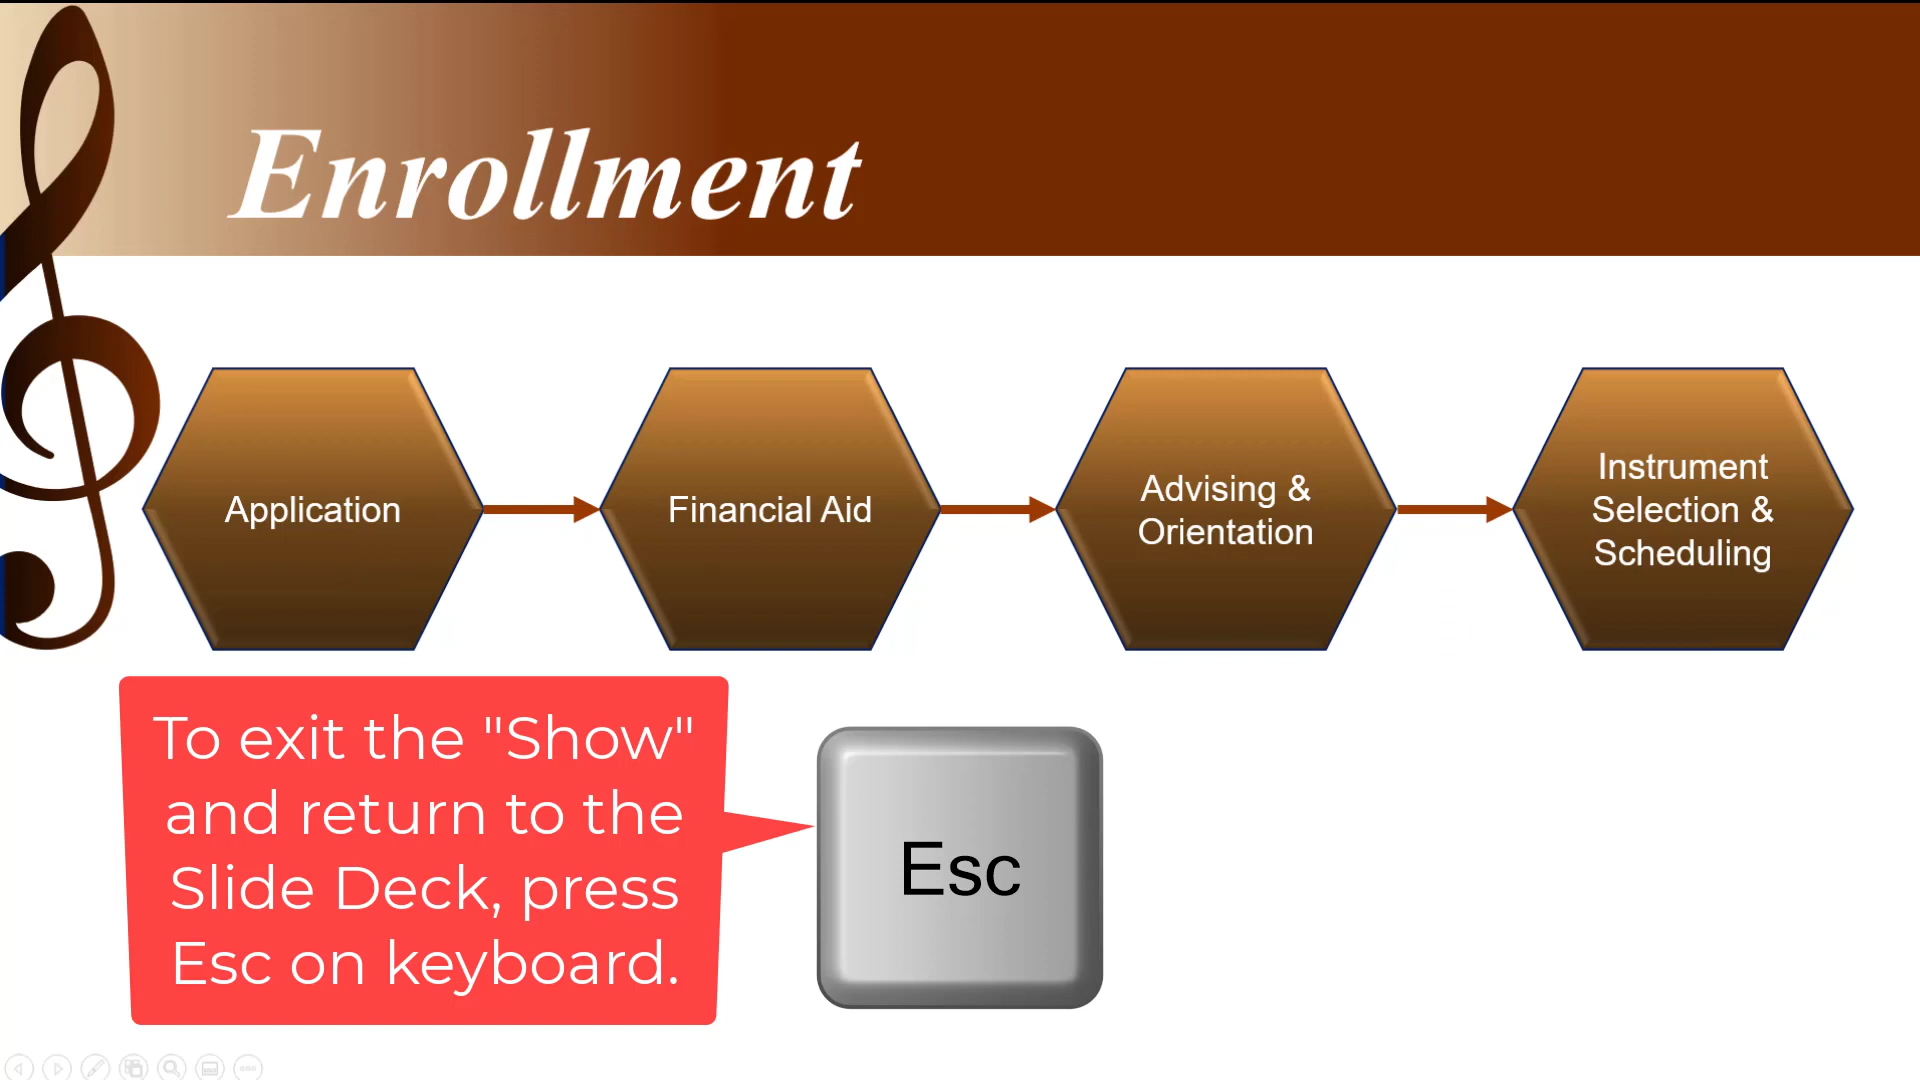 Enrollment
Application
Financial Aid
Advising &
Orientation
Instrument
Selection &
Scheduling
To exit the "Show"
and return to the
Slide Deck, press
Esc on keyboard.
Esc